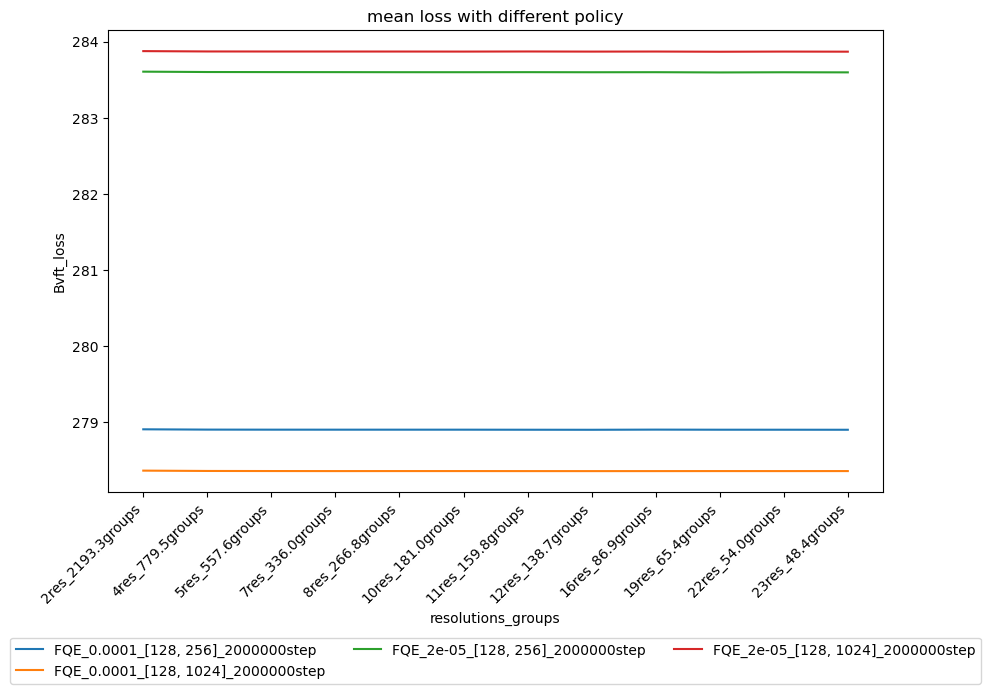 mean loss with different policy
284
283
282
281
280
279
Bvft_loss
2res_2193.3groups
4res_779.5groups
5res_557.6groups
7res_336.0groups
8res_266.8groups
10res_181.0groups
11res_159.8groups
12res_138.7groups
16res_86.9groups
19res_65.4groups
22res_54.0groups
23res_48.4groups
resolutions_groups
FQE_0.0001_[128, 256]_2000000step
FQE_0.0001_[128, 1024]_2000000step
FQE_2e-05_[128, 256]_2000000step
FQE_2e-05_[128, 1024]_2000000step